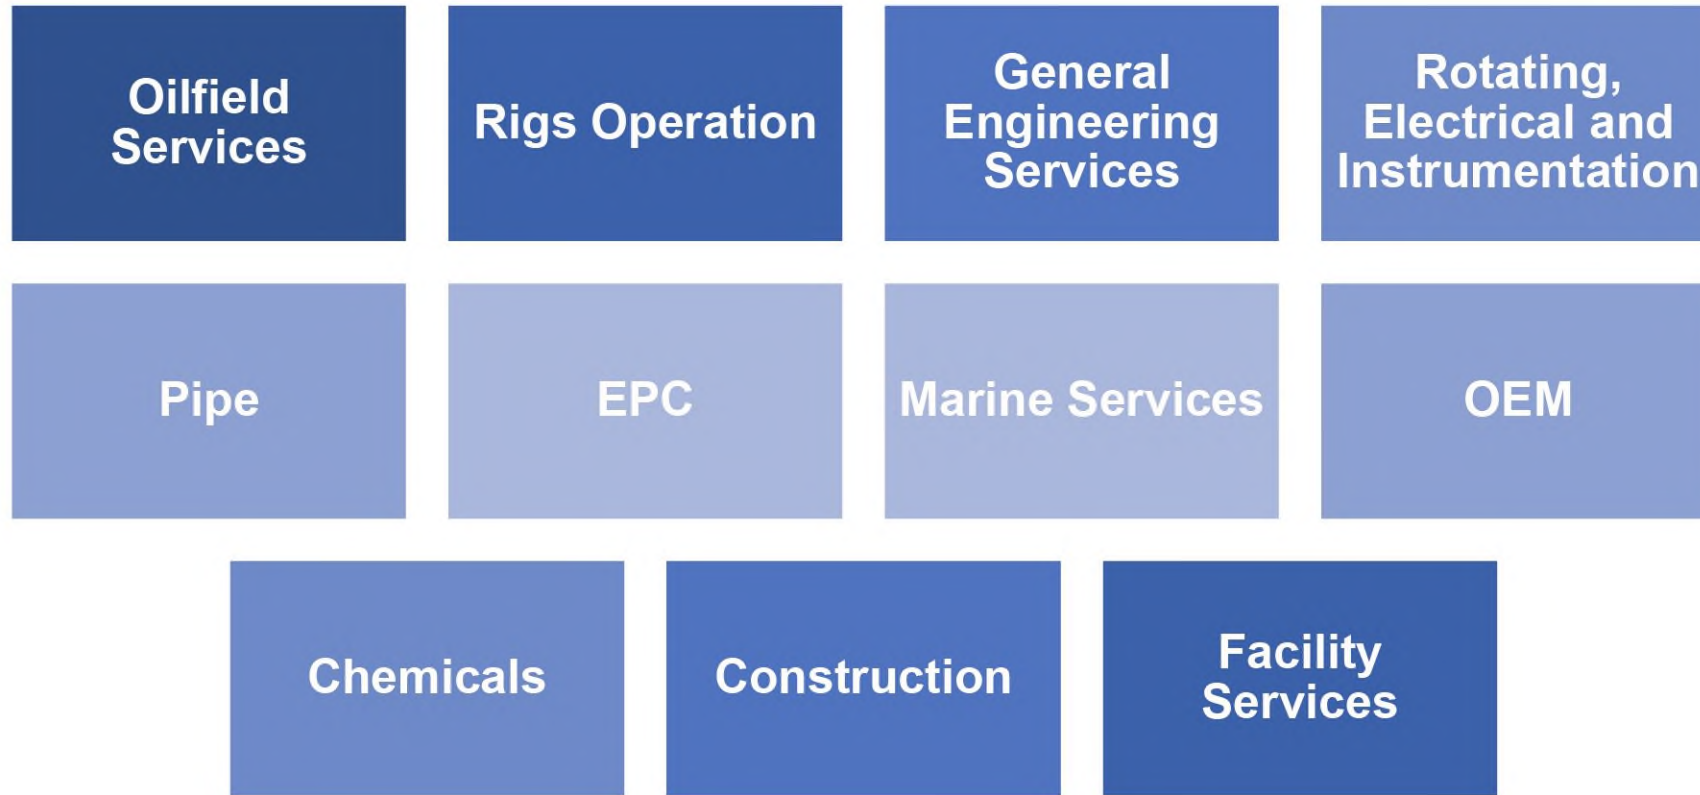 Oilfield
Services
Rigs Operation
General
Engineering
Services
Rotating,
Electrical and
Instrumentation
Pipe
EPC
Marine Services
OEM
Chemicals
Construction
Facility
Services